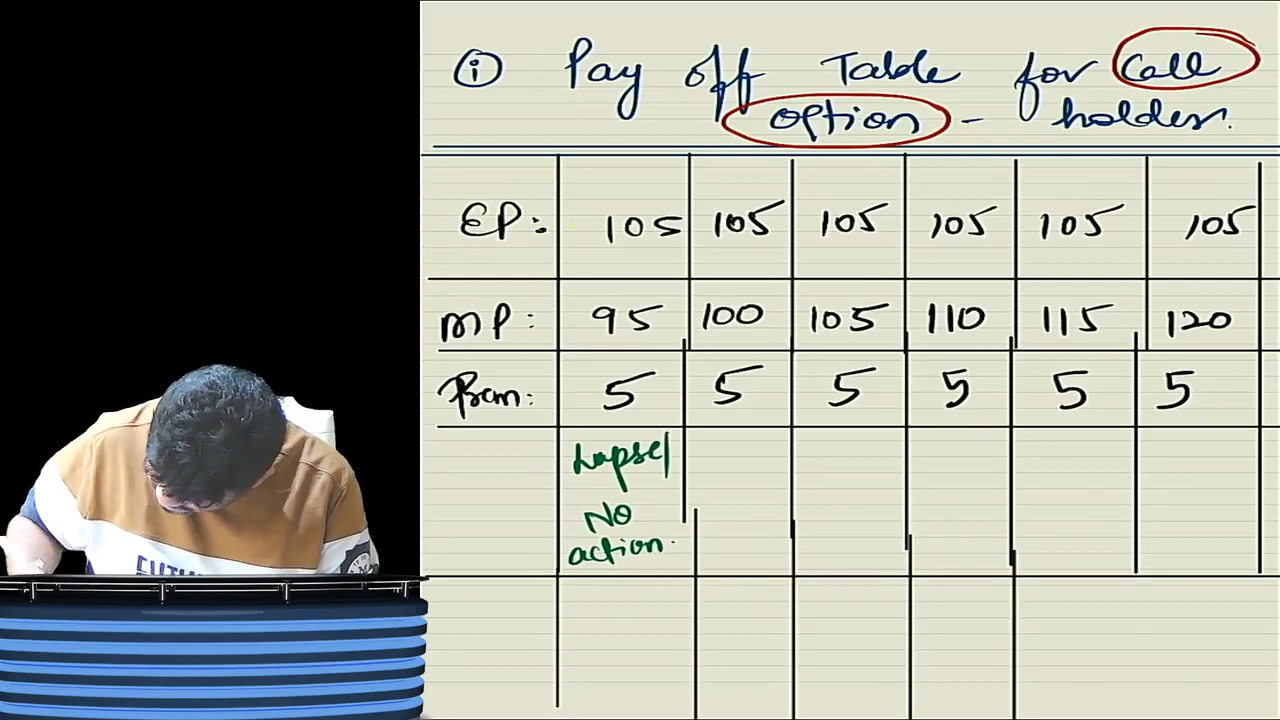 (i) Pay off Table for Call
option - holder.
EP: 105 105 105 105 105 105
MP: 95 100 105 110 115 120
Prem: 5 5 5 5 5 5
Lapse/
No
action.